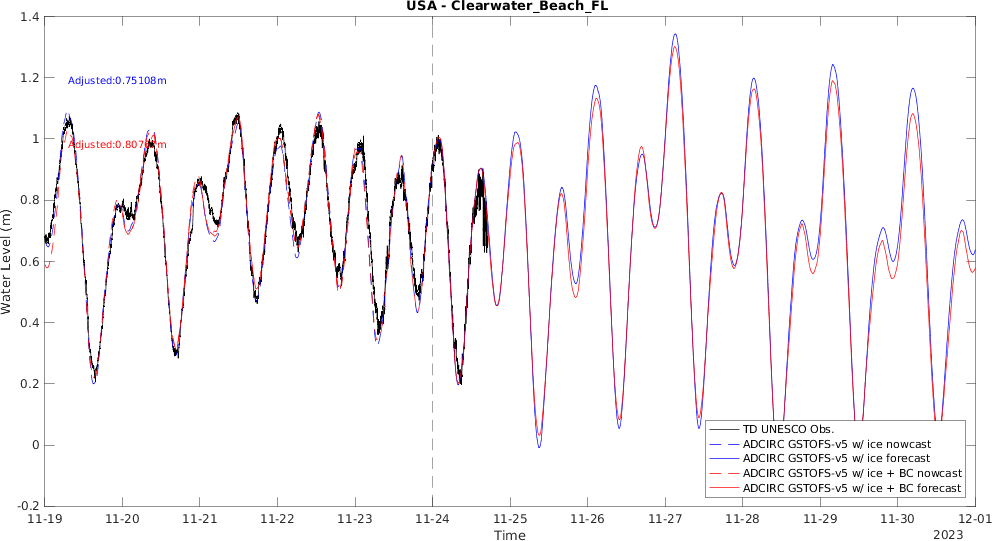 USA - Clearwater_Beach_FL
1.4
1.2
1
0.8
0.6
0.4
0.2
0
-0.2
Water Level (m)
Adjusted:0.75108m
TD UNESCO Obs.
ADCIRC GSTOFS-v5 w/ ice nowcast
ADCIRC GSTOFS-v5 w/ ice forecast
ADCIRC GSTOFS-v5 w/ ice + BC nowcast
ADCIRC GSTOFS-v5 w/ ice + BC forecast
11-19 11-20 11-21 11-22 11-23 11-24 11-25 11-26 11-27 11-28 11-29 11-30 12-01
Time
2023